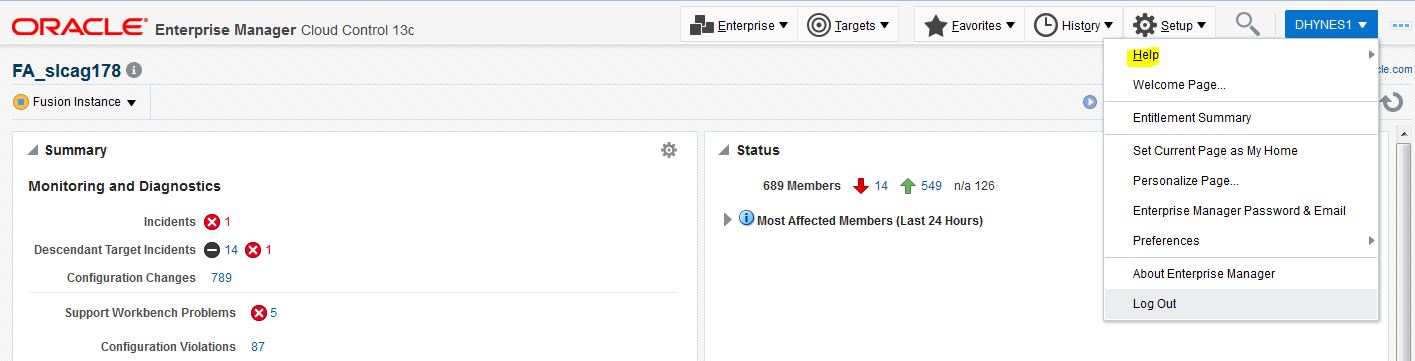 ORACLE Enterprise Manager Cloud Control 13c
Enterprise
Targets
Favorites
History
Setup
DHYNES1
FA_slcag178
cle.com
Fusion Instance
Help
Welcome Page...
Entitlement Summary
Set Current Page as My Home
Personalize Page...
Enterprise Manager Password & Email
Preferences
About Enterprise Manager
Log Out
Summary
Monitoring and Diagnostics
Incidents 1
Descendant Target Incidents 14 1
Configuration Changes 789
Support Workbench Problems 5
Configuration Violations 87
Status
689 Members 14 549 n/a 126
Most Affected Members (Last 24 Hours)